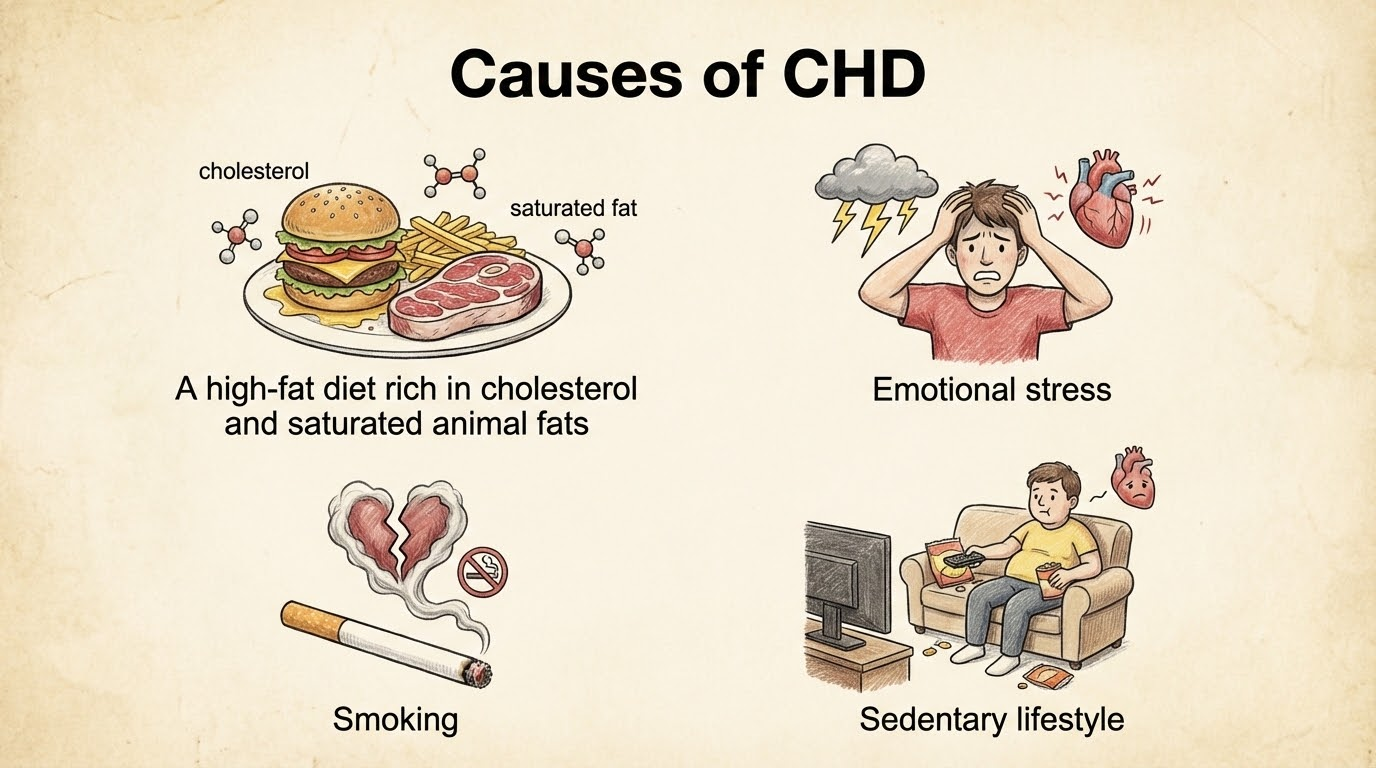 Causes of CHD
cholesterol
saturated fat
A high-fat diet rich in cholesterol
and saturated animal fats
Emotional stress
Smoking
Sedentary lifestyle